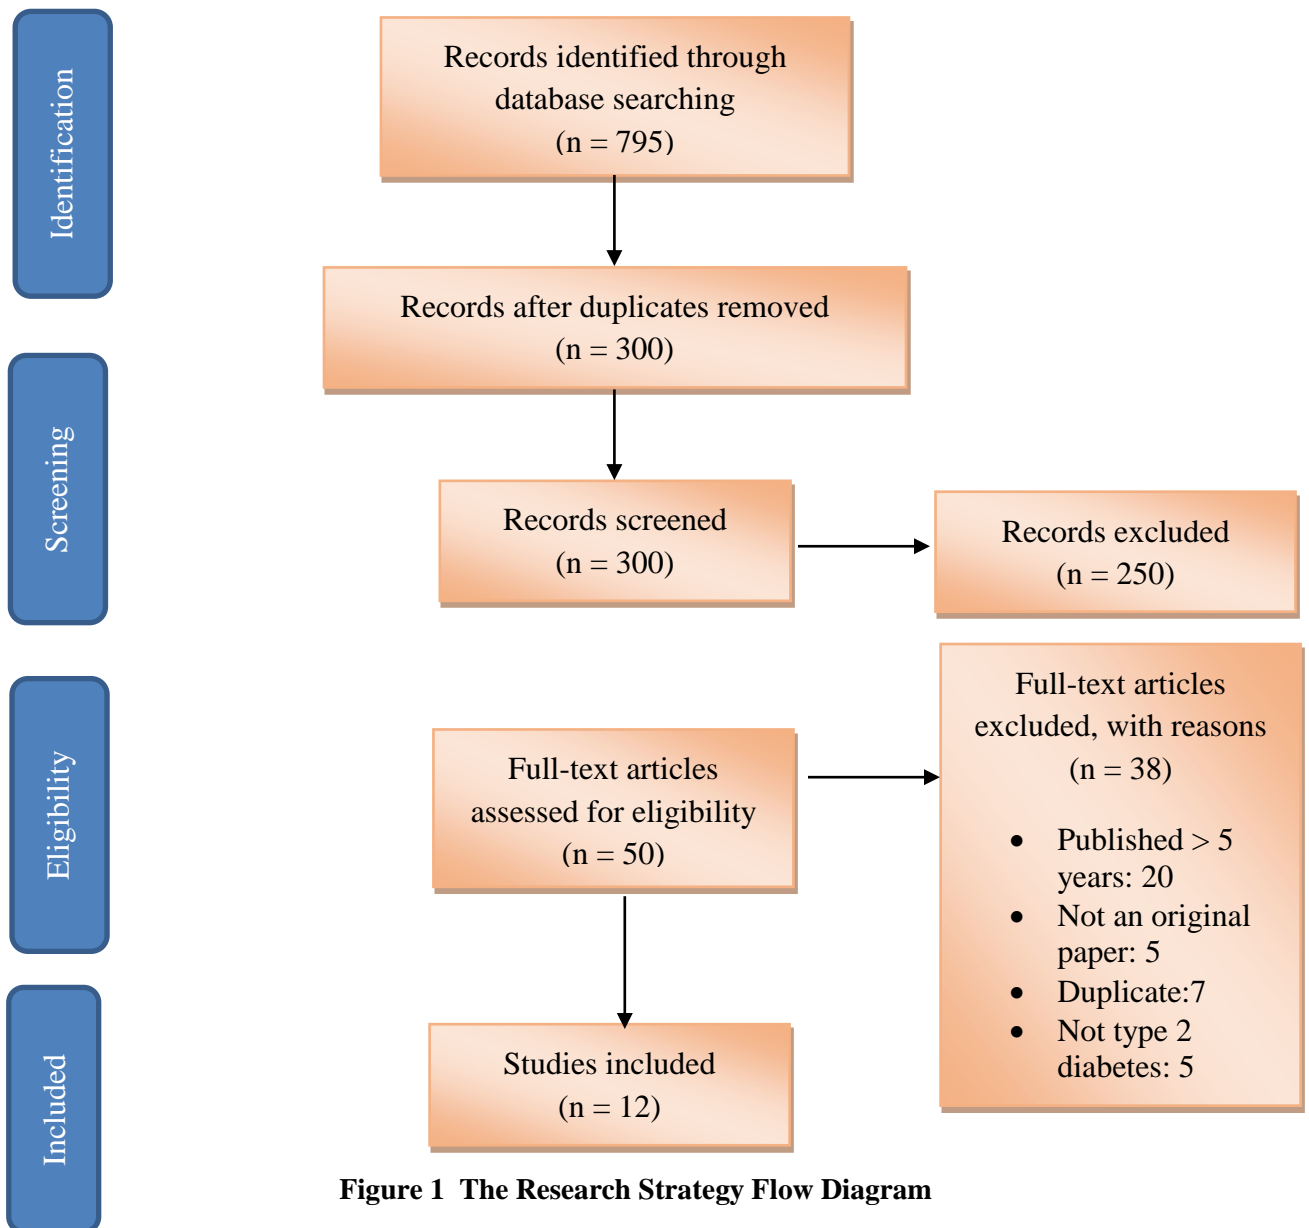 Identification
Records identified through
database searching
(n = 795)
Records after duplicates removed
(n = 300)
Screening
Records screened
(n = 300)
Records excluded
(n = 250)
Eligibility
Full-text articles
assessed for eligibility
(n = 50)
Full-text articles
excluded, with reasons
(n = 38)
• Published > 5
years: 20
• Not an original
paper: 5
• Duplicate:7
• Not type 2
diabetes: 5
Included
Studies included
(n = 12)
Figure 1 The Research Strategy Flow Diagram